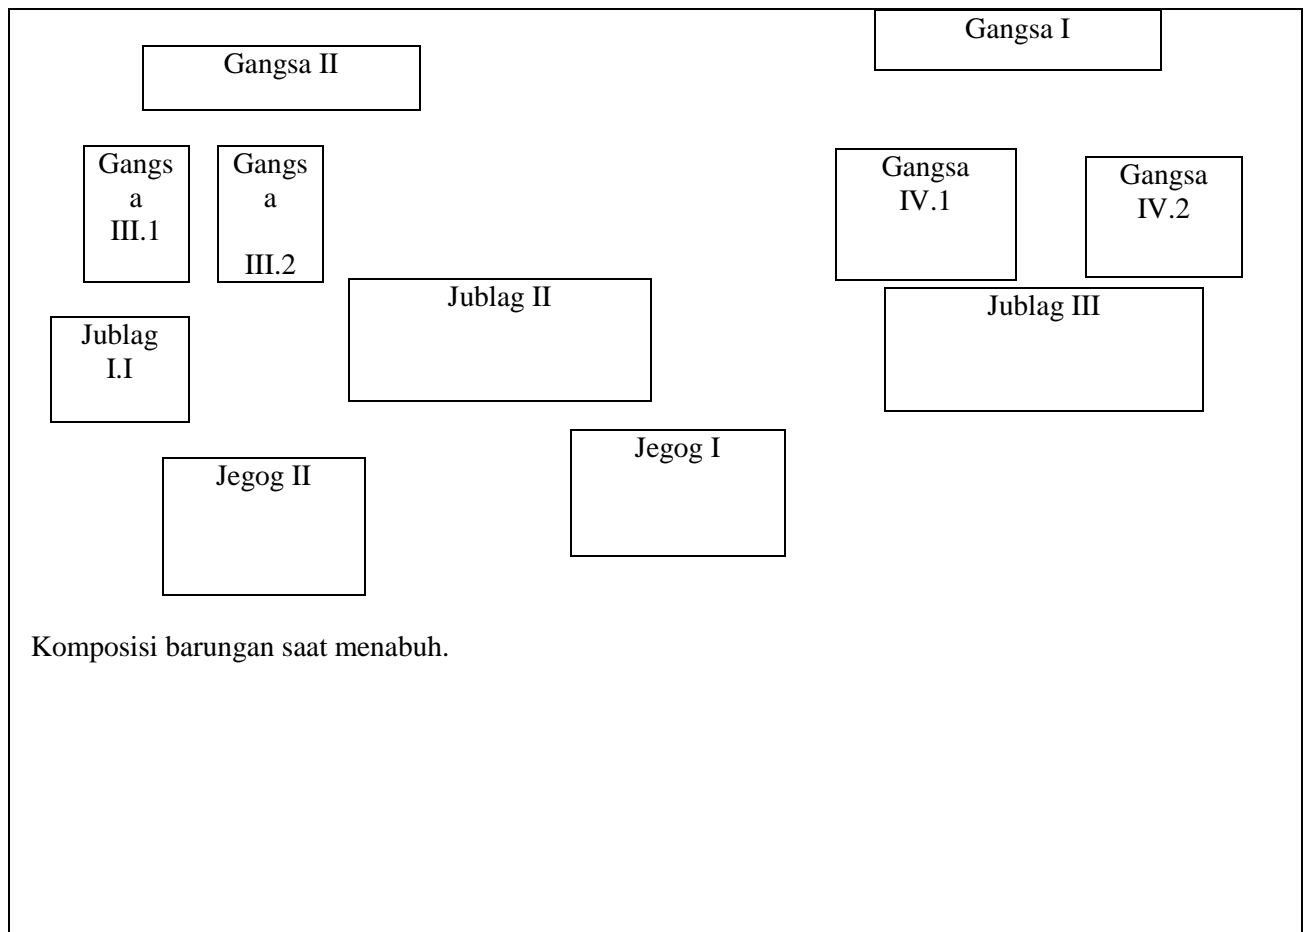 Gangsa I
Gangsa II
Gangs
a
III.1
Gangs
a
III.2
Gangsa
IV.1
Gangsa
IV.2
Jublag II
Jublag III
Jublag
I.I
Jegog I
Jegog II
Komposisi barungan saat menabuh.